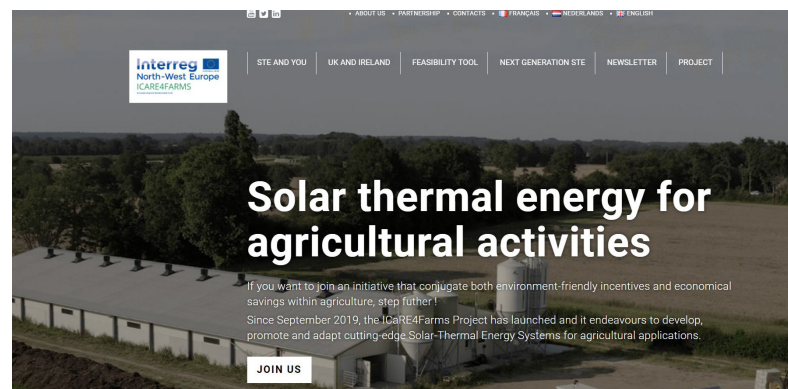 ABOUT US PARTNERSHIP CONTACTS FRANÇAIS NEDERLANDS ENGLISH
Interreg
North-West Europe
ICARE4FARMS
STE AND YOU UK AND IRELAND FEASIBILITY TOOL NEXT GENERATION STE NEWSLETTER PROJECT
Solar thermal energy for
agricultural activities
If you want to join an initiative that conjugate both environment-friendly incentives and economical
savings within agriculture, step futher !
Since September 2019, the ICaRE4Farms Project has launched and it endeavours to develop,
promote and adapt cutting-edge Solar-Thermal Energy Systems for agricultural applications.
JOIN US